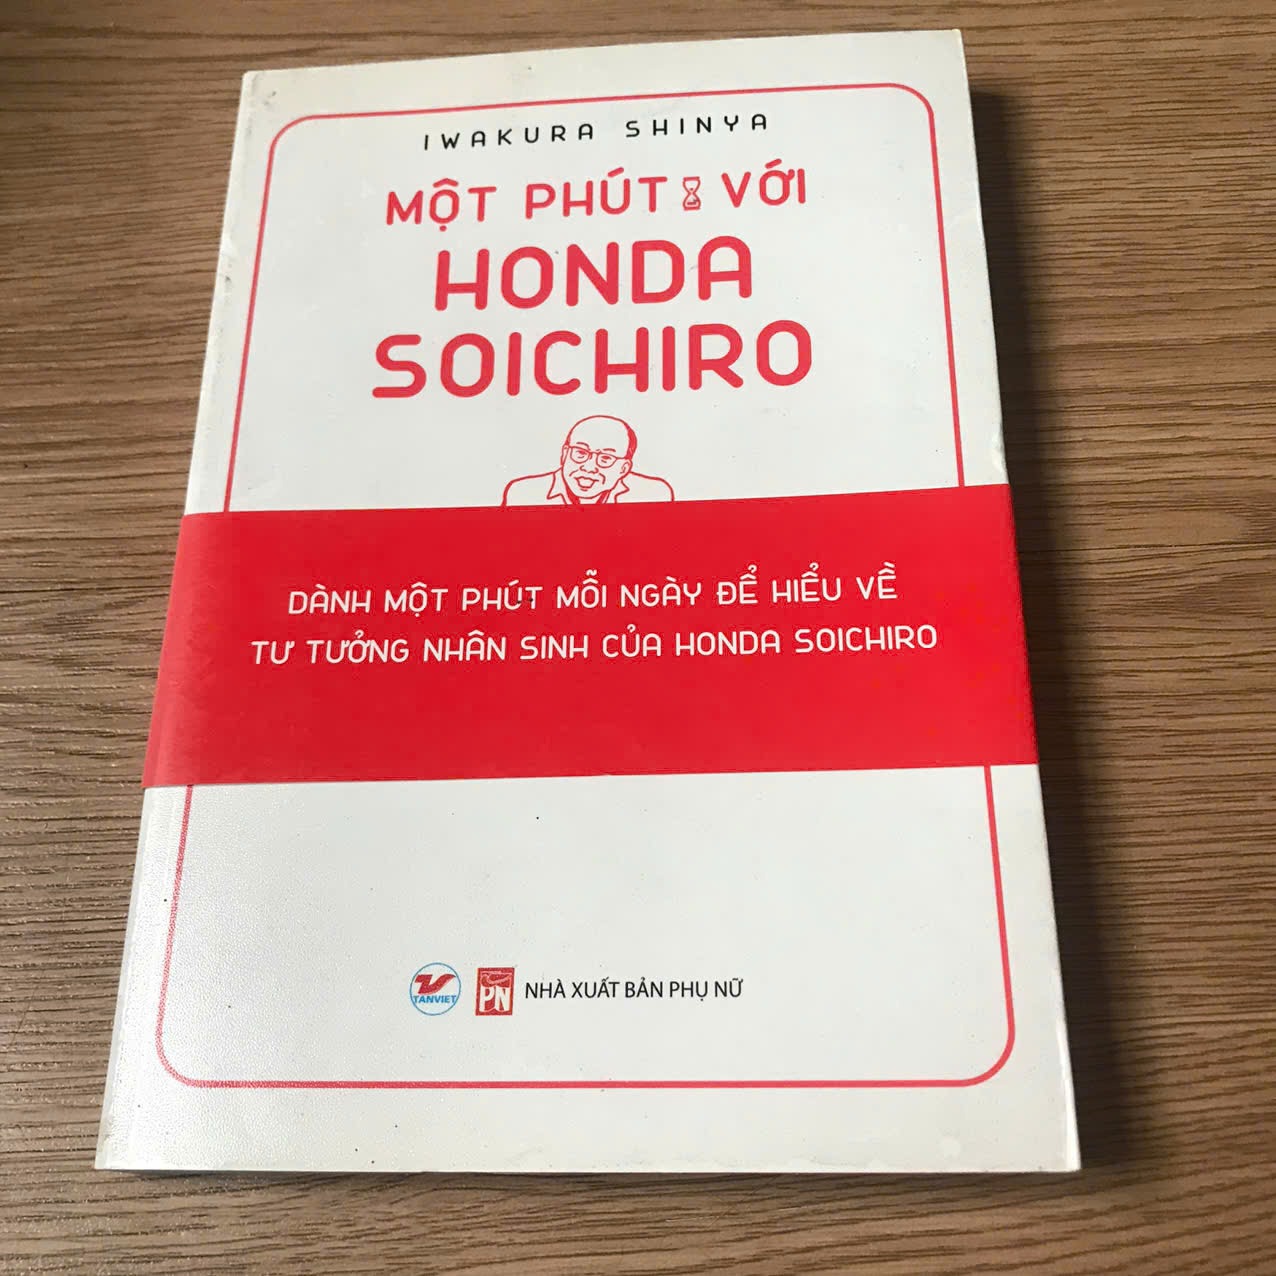 IWAKURA SHINYA
MỘT PHÚT VỚI
HONDA
SOICHIRO
DÀNH MỘT PHÚT MỖI NGÀY ĐỂ HIỂU VỀ
TƯ TƯỞNG NHÂN SINH CỦA HONDA SOICHIRO
TANVIET PN NHÀ XUẤT BẢN PHỤ NỮ